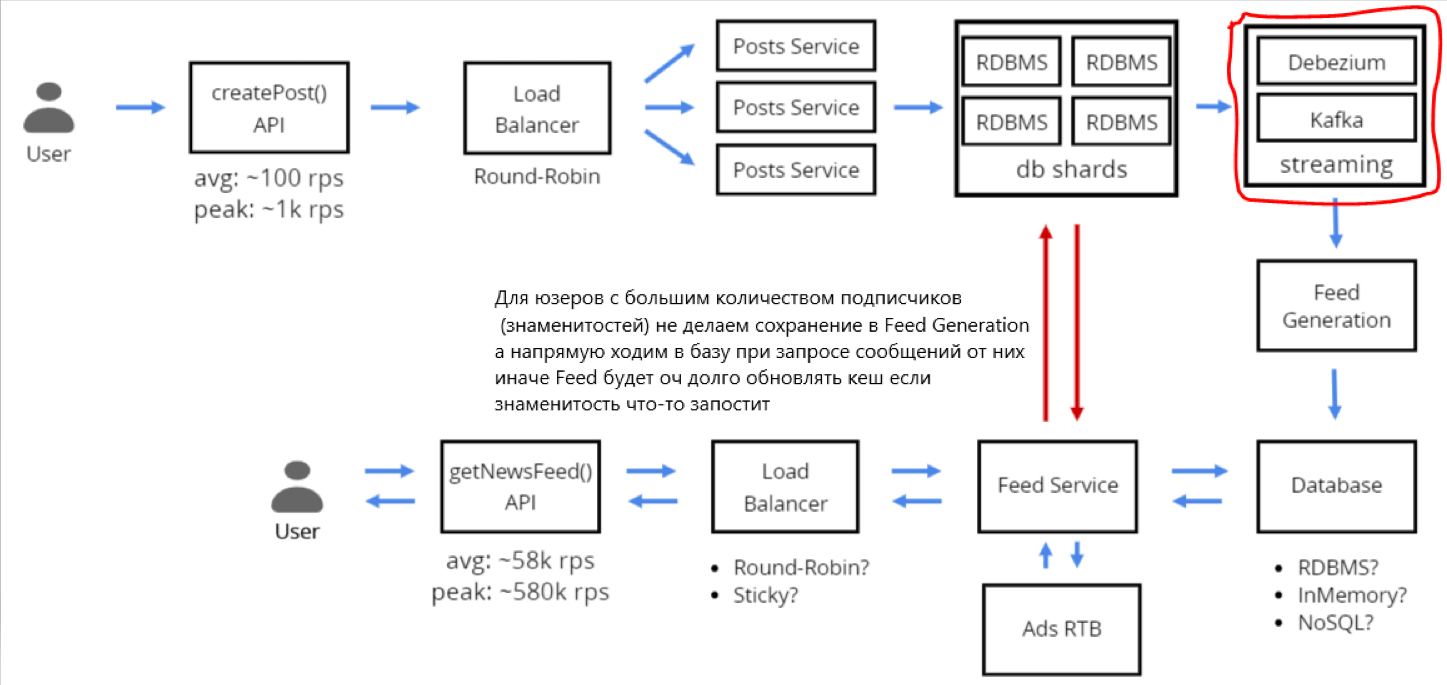 User
createPost()
API
avg: ~100 rps
peak: ~1k rps
Load
Balancer
Round-Robin
Posts Service
Posts Service
Posts Service
RDBMS
RDBMS
RDBMS
RDBMS
db shards
Debezium
Kafka
streaming
Feed
Generation
Для юзеров с большим количеством подписчиков
(знаменитостей) не делаем сохранение в Feed Generation
а напрямую ходим в базу при запросе сообщений от них
иначе Feed будет оч долго обновлять кеш если
знаменитость что-то запостит
User
getNewsFeed()
API
avg: ~58k rps
peak: ~580k rps
Load
Balancer
• Round-Robin?
• Sticky?
Feed Service
Ads RTB
Database
• RDBMS?
• InMemory?
• NoSQL?